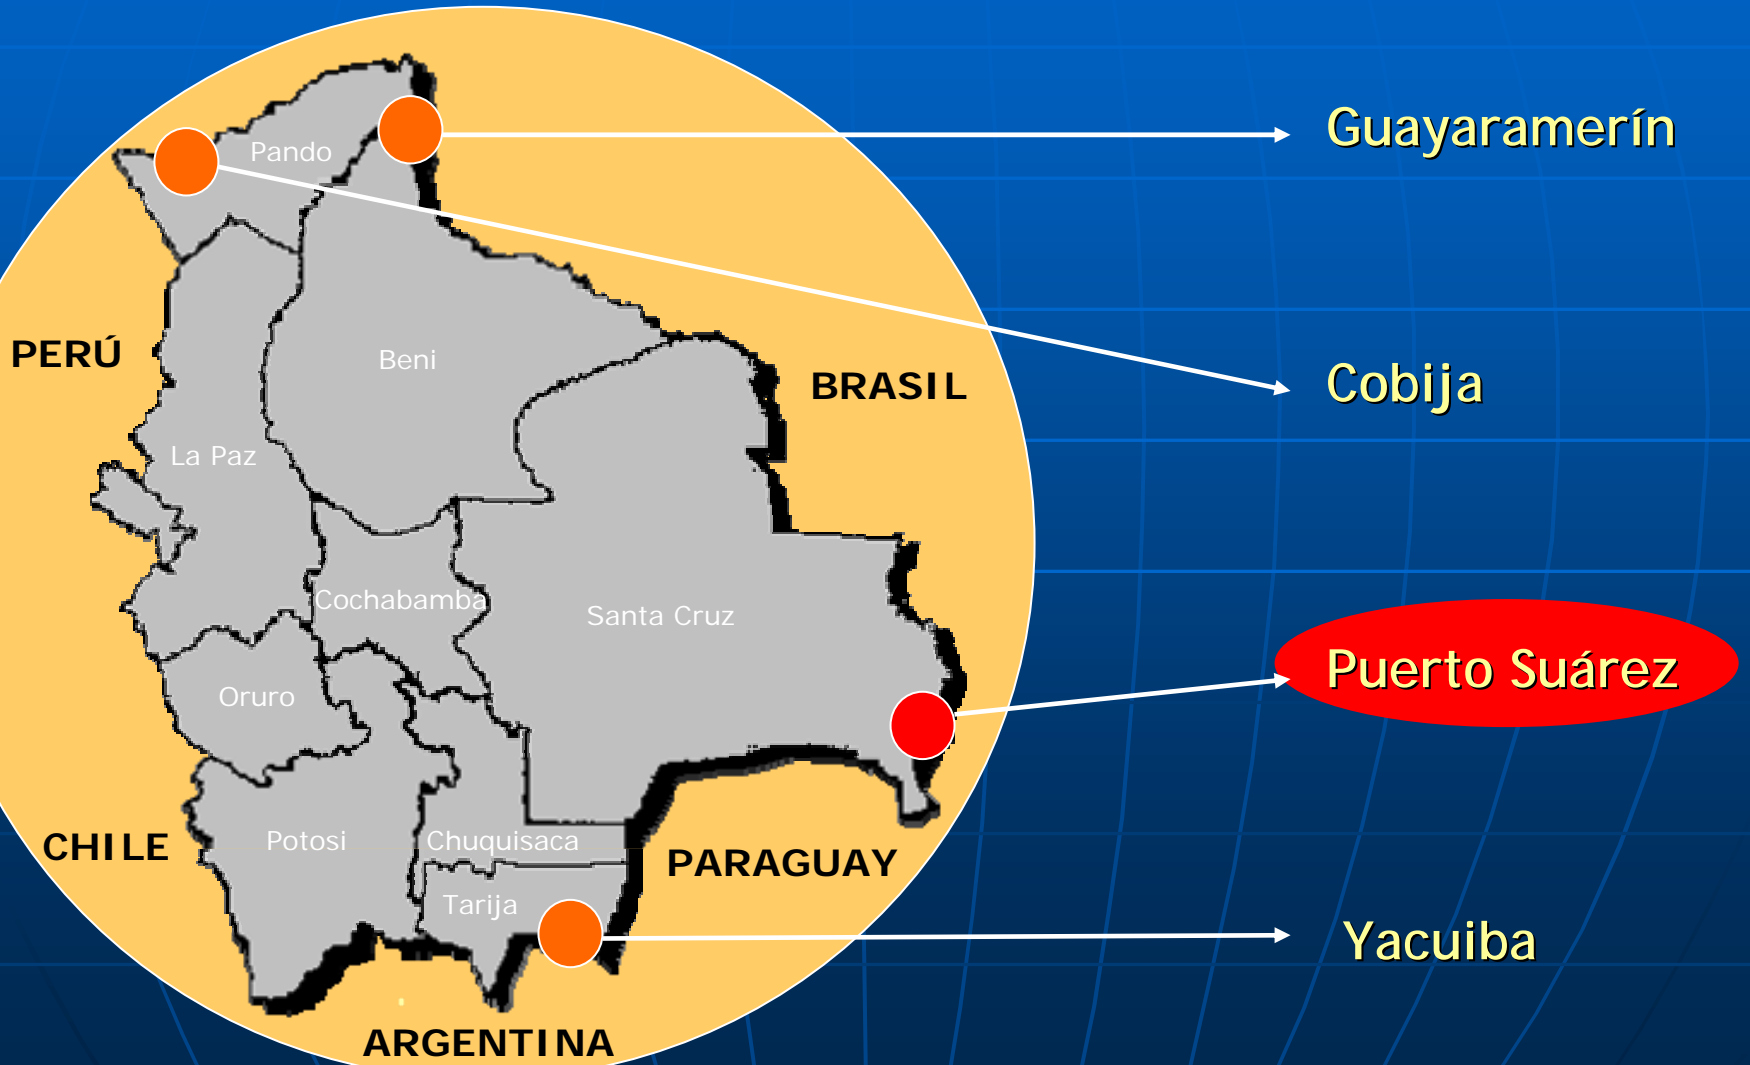 Guayaramerín
Pando
PERÚ
Beni
BRASIL
Cobija
La Paz
Cochabamba
Santa Cruz
Puerto Suárez
Oruro
CHILE
Potosi
Chuquisaca
PARAGUAY
Tarija
Yacuiba
ARGENTINA